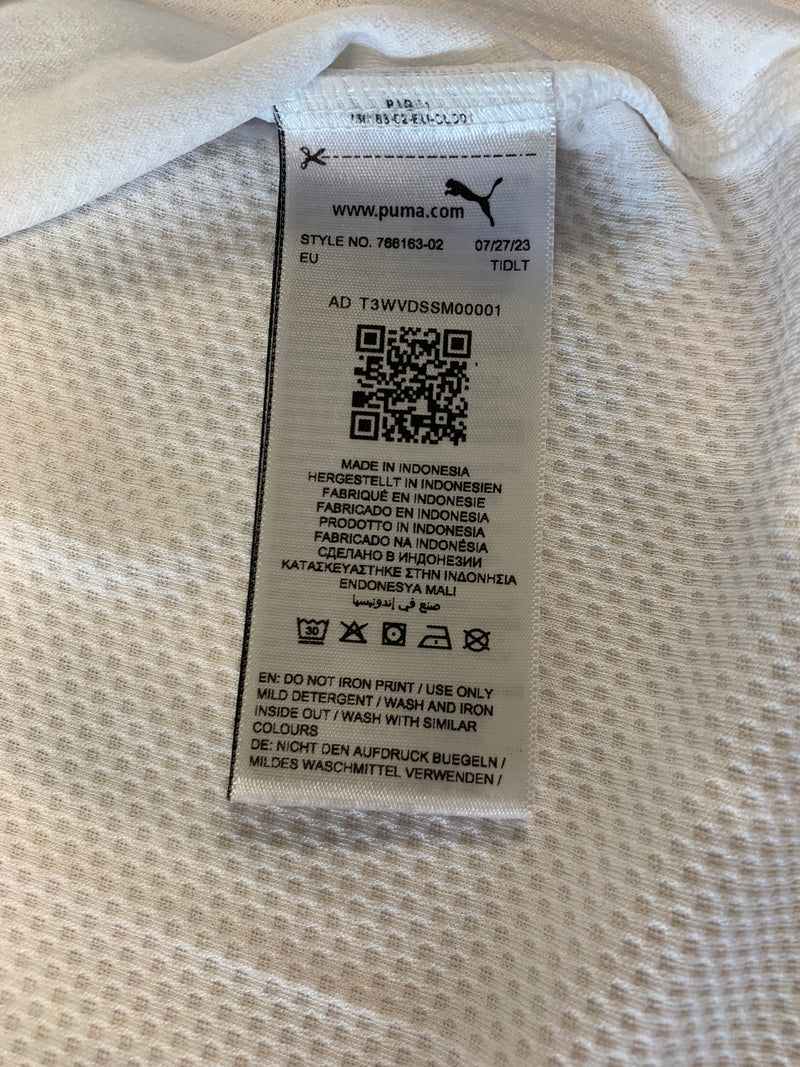 www.puma.com
STYLE NO. 768163-02 07/27/23
EU TIDLT
AD T3WVDSSM00001
MADE IN INDONESIA
HERGESTELLT IN INDONESIEN
FABRIQUÉ EN INDONESIE
FABRICADO EN INDONESIA
PRODOTTO IN INDONESIA
FABRICADO NA INDONÉSIA
СДЕЛАНО В ИНДОНЕЗИИ
ΚΑΤΑΣΚΕΥΑΣΤΗΚΕ ΣΤΗΝ ΙΝΔΟΝΗΣΙΑ
ENDONESYA MALI
صنع في إندونيسيا
30
EN: DO NOT IRON PRINT / USE ONLY
MILD DETERGENT / WASH AND IRON
INSIDE OUT / WASH WITH SIMILAR
COLOURS
DE: NICHT DEN AUFDRUCK BUEGELN /
MILDES WASCHMITTEL VERWENDEN /